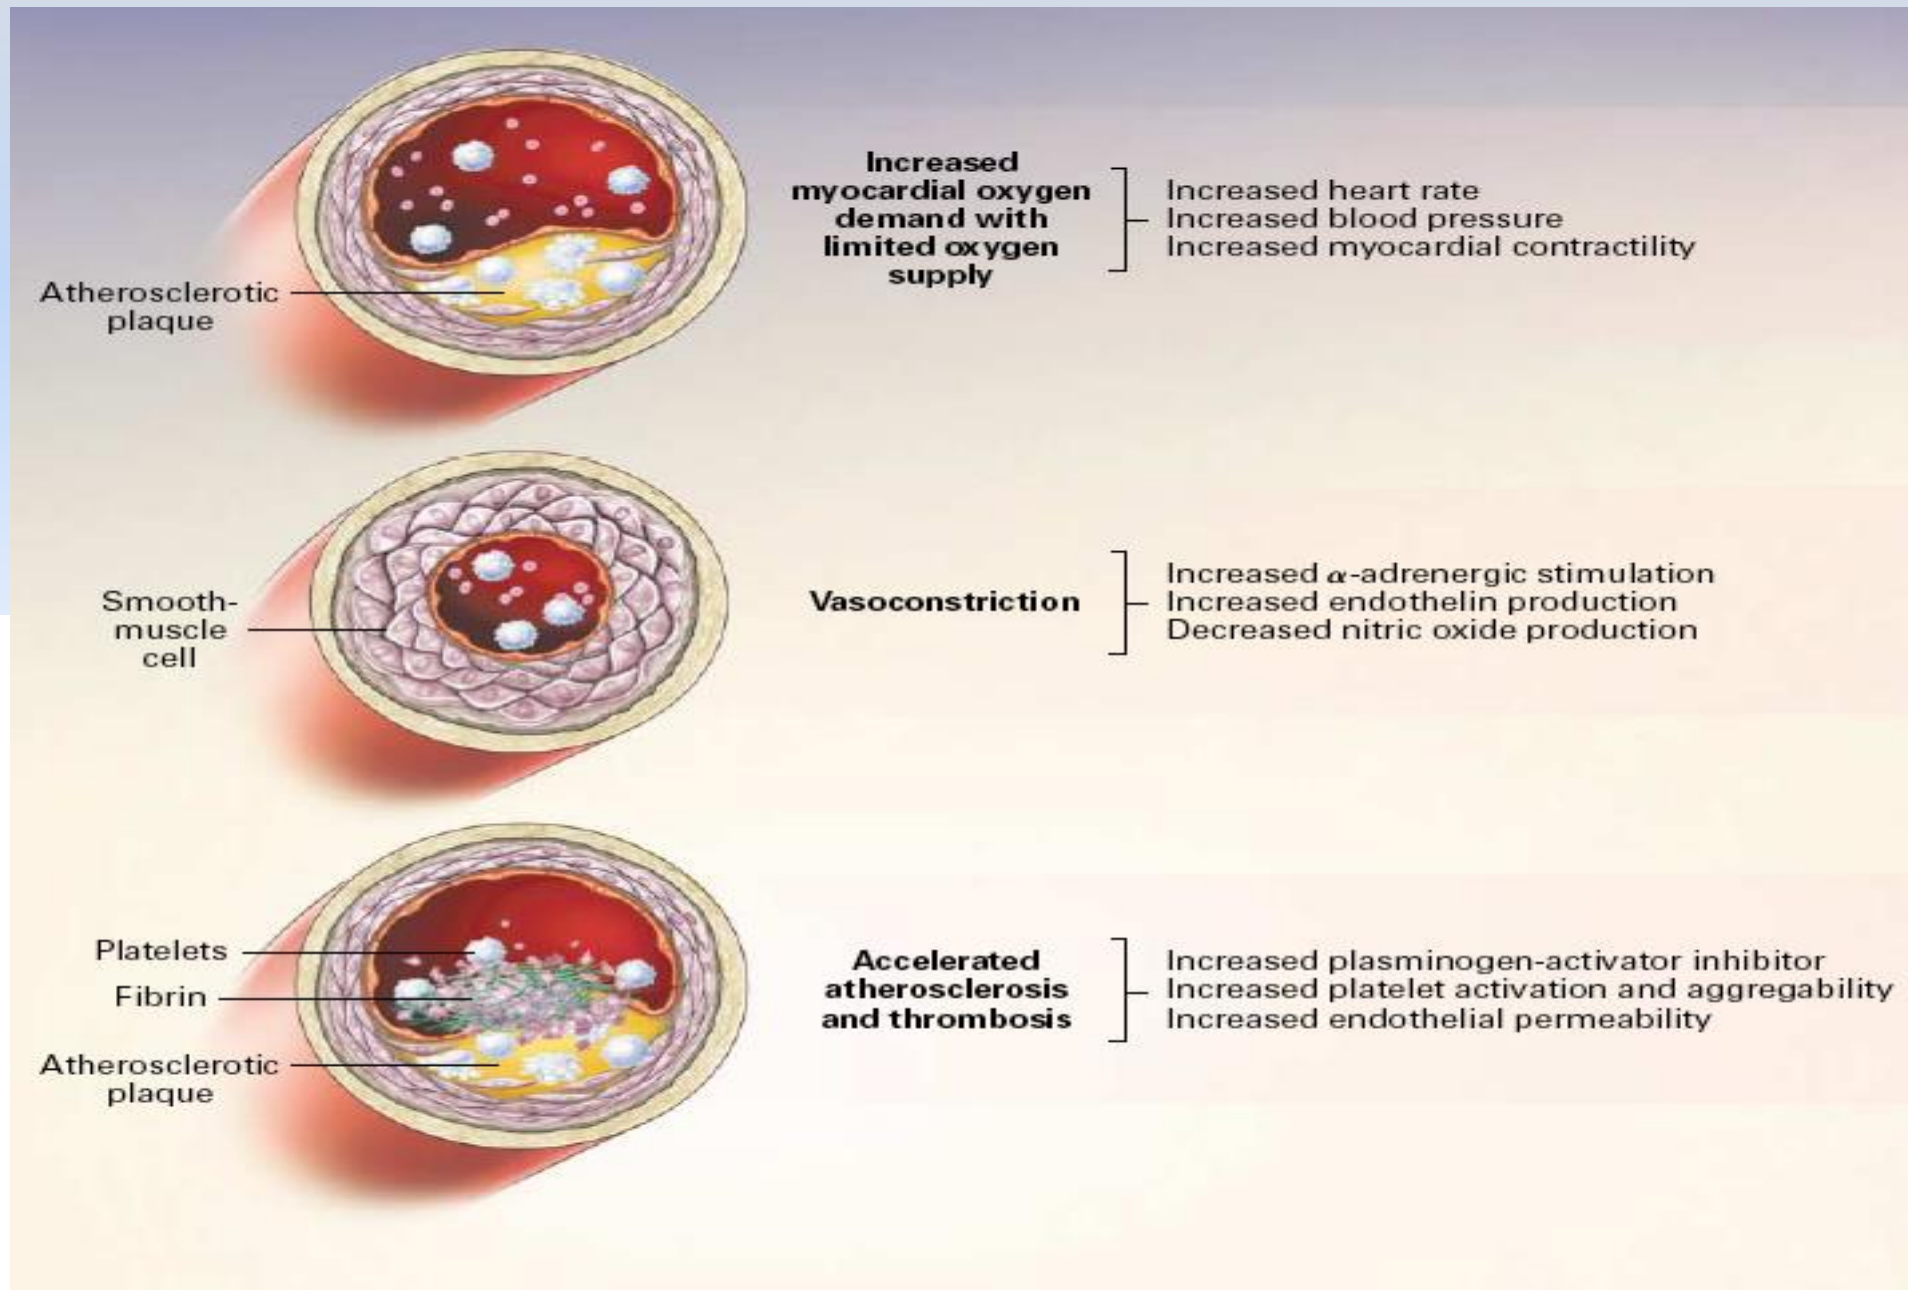 Atherosclerotic
plaque
Increased
myocardial oxygen
demand with
limited oxygen
supply
Increased heart rate
Increased blood pressure
Increased myocardial contractility
Smooth-
muscle
cell
Vasoconstriction
Increased α-adrenergic stimulation
Increased endothelin production
Decreased nitric oxide production
Platelets
Fibrin
Atherosclerotic
plaque
Accelerated
atherosclerosis
and thrombosis
Increased plasminogen-activator inhibitor
Increased platelet activation and aggregability
Increased endothelial permeability